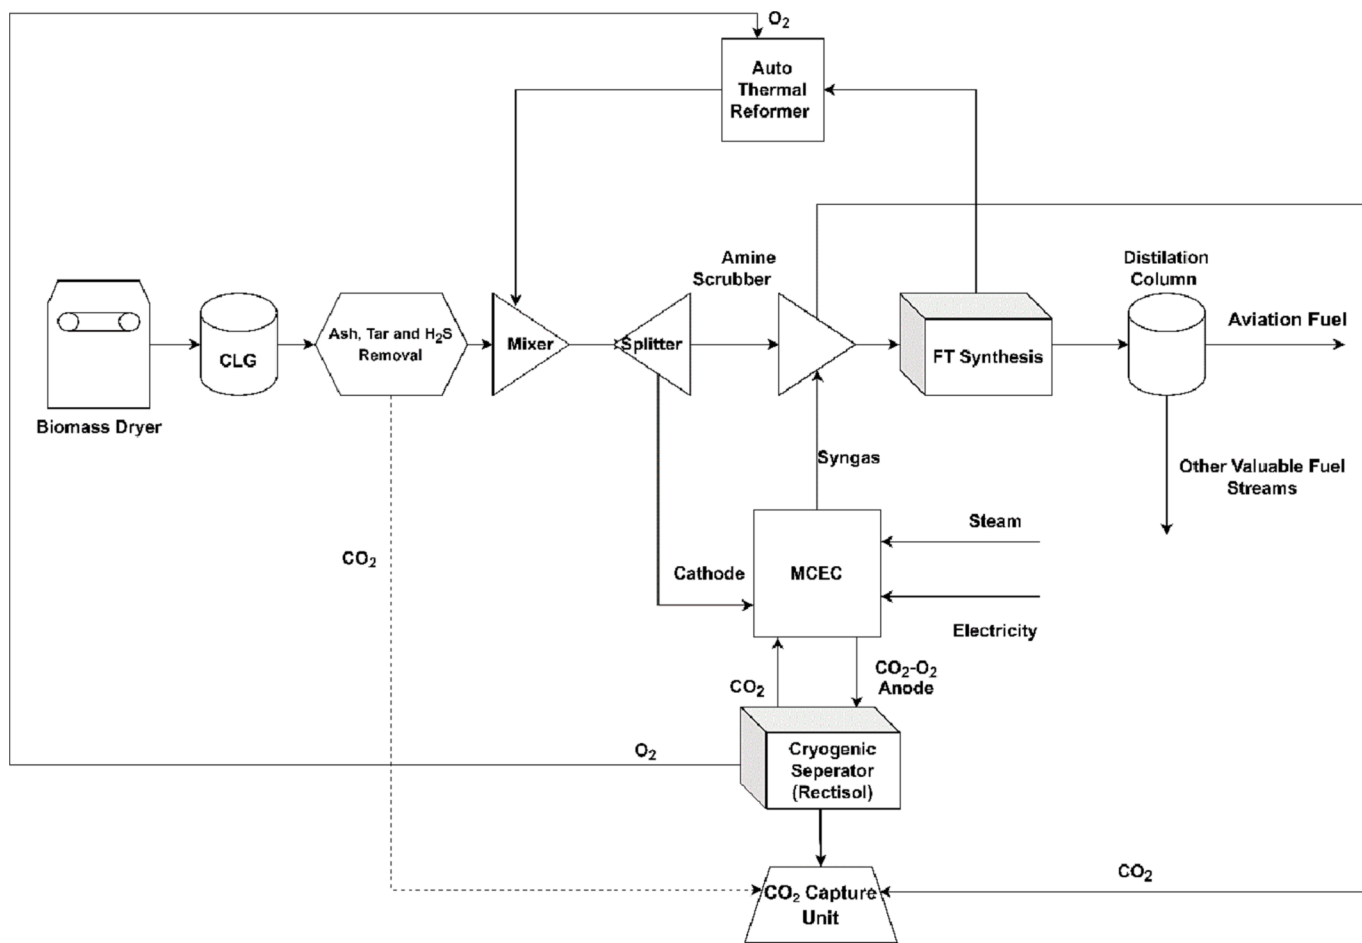 O₂
Auto
Thermal
Reformer
Amine
Scrubber
Distilation
Column
Aviation Fuel
Ash, Tar and H₂S
Removal
Mixer
Splitter
CLG
FT Synthesis
Biomass Dryer
Syngas
Other Valuable Fuel
Streams
Steam
CO₂
Cathode
MCEC
Electricity
CO₂
CO₂-O₂
Anode
O₂
Cryogenic
Seperator
(Rectisol)
CO₂
CO₂ Capture
Unit